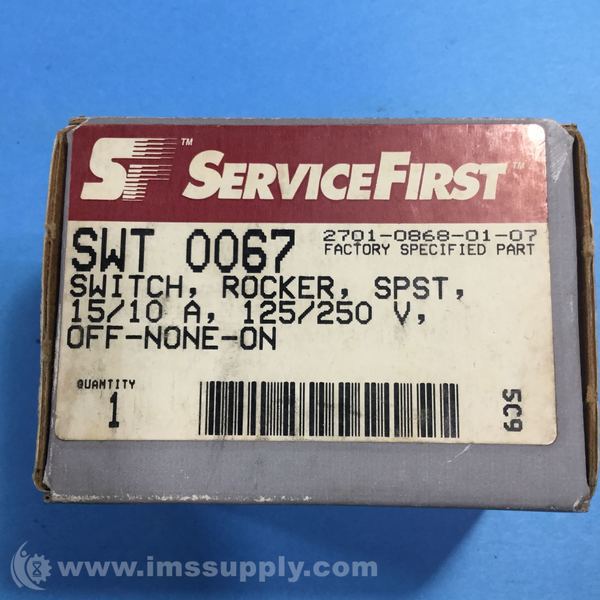 SF™ SERVICEFIRST™
SWT 0067
2701-0868-01-07
FACTORY SPECIFIED PART
SWITCH, ROCKER, SPST,
15/10 A, 125/250 V,
OFF-NONE-ON
QUANTITY
1
5C9
www.imssupply.com